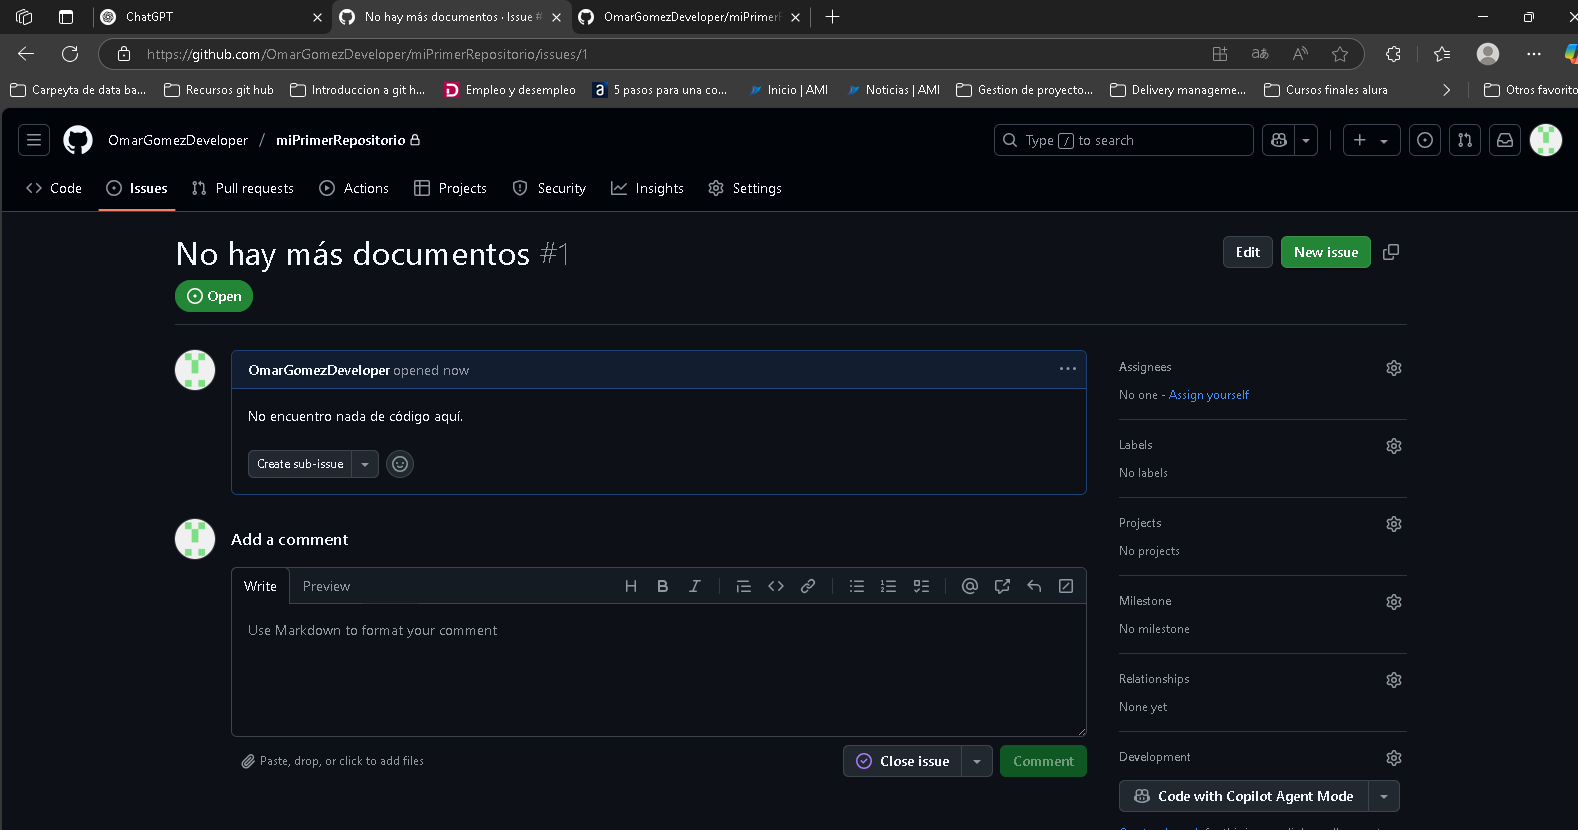 ChatGPT
No hay más documentos · Issue #
OmarGomezDeveloper/miPrimerR
https://github.com/OmarGomezDeveloper/miPrimerRepositorio/issues/1
Carpeyta de data ba...
Recursos git hub
Introduccion a git h...
Empleo y desempleo
5 pasos para una co...
Inicio | AMI
Noticias | AMI
Gestion de proyecto...
Delivery manageme...
Cursos finales alura
Otros favorito
OmarGomezDeveloper / miPrimerRepositorio
Type / to search
Code
Issues
Pull requests
Actions
Projects
Security
Insights
Settings
No hay más documentos #1
Edit
New issue
Open
OmarGomezDeveloper opened now
No encuentro nada de código aquí.
Create sub-issue
Add a comment
Write
Preview
Use Markdown to format your comment
Paste, drop, or click to add files
Close issue
Comment
Assignees
No one - Assign yourself
Labels
No labels
Projects
No projects
Milestone
No milestone
Relationships
None yet
Development
Code with Copilot Agent Mode